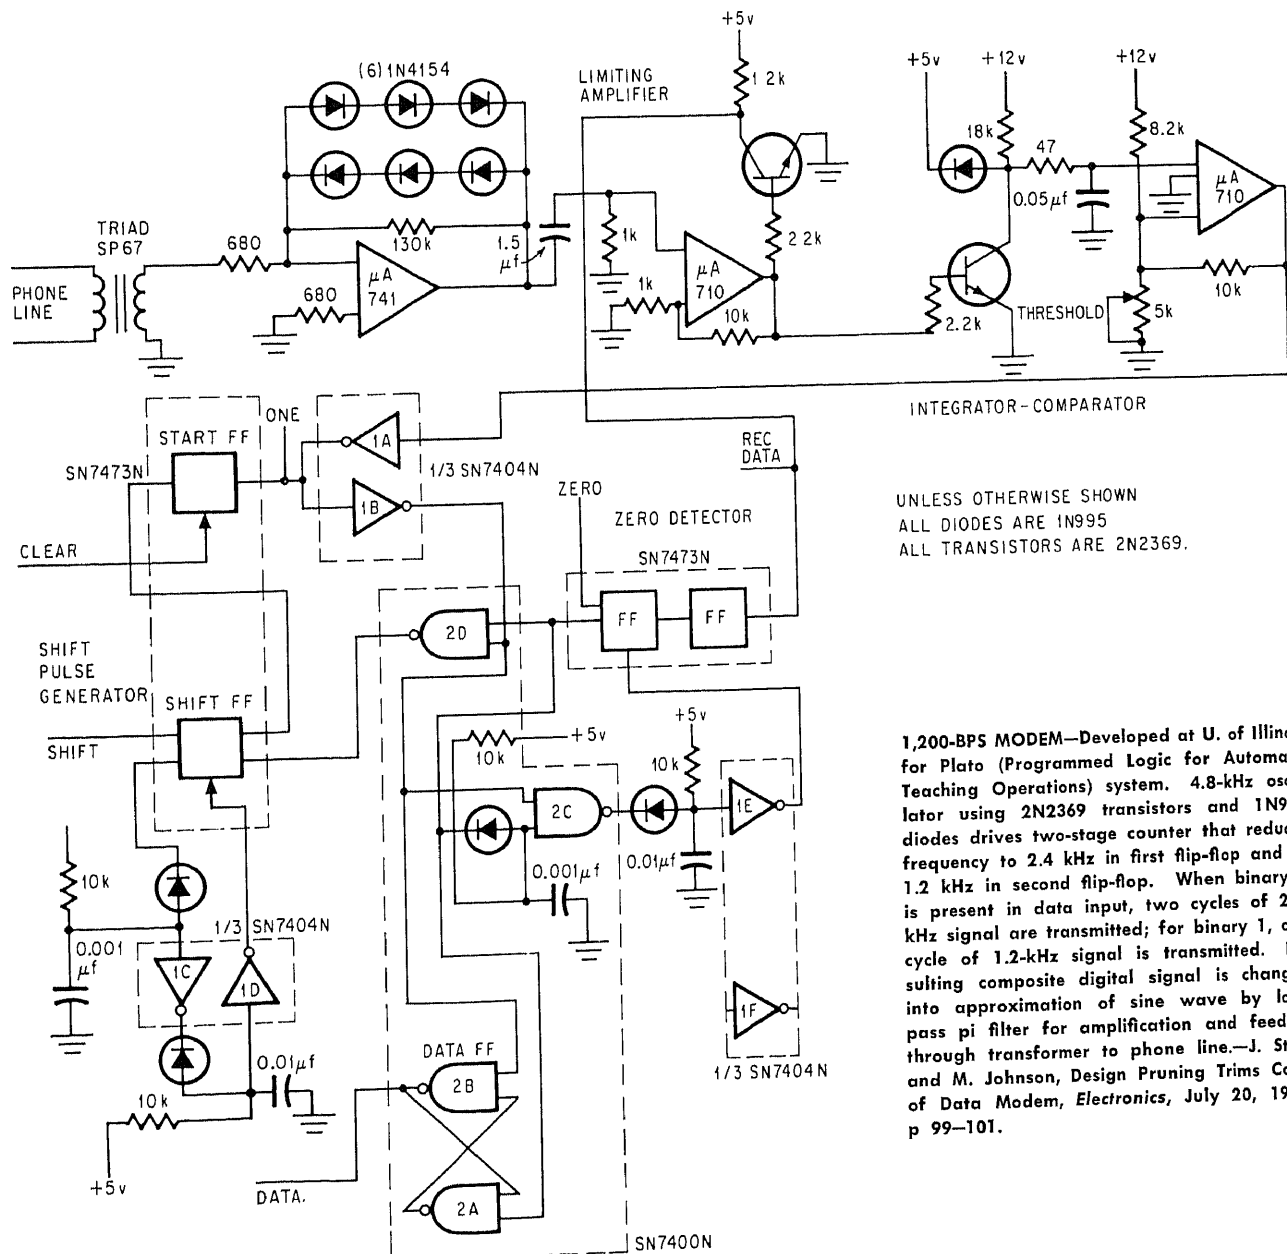 +5v
(6) 1N4154
LIMITING
AMPLIFIER
1 2k
+5v
+12v
+12v
18k
47
8.2k
0.05μf
μA
710
TRIAD
SP67
680
130k
1.5
μf
1k
2 2k
PHONE
LINE
μA
741
680
1k
μA
710
10k
2.2k
THRESHOLD
5k
10k
INTEGRATOR-COMPARATOR
ONE
START FF
1A
REC
DATA
SN7473N
1/3 SN7404N
1B
ZERO
ZERO DETECTOR
UNLESS OTHERWISE SHOWN
ALL DIODES ARE 1N995
ALL TRANSISTORS ARE 2N2369.
CLEAR
SN7473N
2D
FF
FF
SHIFT
PULSE
GENERATOR
SHIFT FF
SHIFT
+5v
+5v
10k
10k
2C
1E
0.01μf
0.001μf
10k
1/3 SN7404N
0.001
μf
1C
1D
1F
1/3 SN7404N
0.01μf
DATA FF
2B
10k
+5v
DATA.
2A
SN7400N
1,200-BPS MODEM—Developed at U. of Illin
for Plato (Programmed Logic for Automa
Teaching Operations) system. 4.8-kHz osc
lator using 2N2369 transistors and 1N9
diodes drives two-stage counter that reduc
frequency to 2.4 kHz in first flip-flop and
1.2 kHz in second flip-flop. When binary
is present in data input, two cycles of 2
kHz signal are transmitted; for binary 1, o
cycle of 1.2-kHz signal is transmitted.
sulting composite digital signal is chang
into approximation of sine wave by lo
pass pi filter for amplification and feed
through transformer to phone line.—J. St
and M. Johnson, Design Pruning Trims Co
of Data Modem, Electronics, July 20, 19
p 99–101.